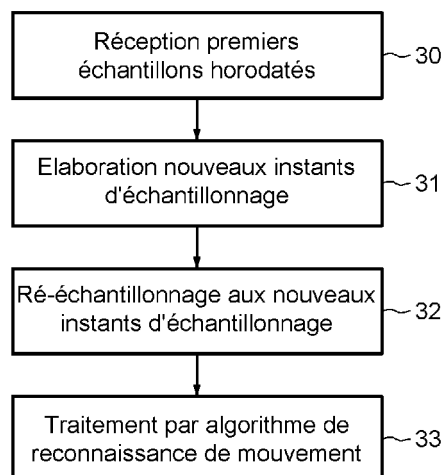 Réception premiers
échantillons horodatés
30
Elaboration nouveaux instants
d'échantillonnage
31
Ré-échantillonnage aux nouveaux
instants d'échantillonnage
32
Traitement par algorithme de
reconnaissance de mouvement
33